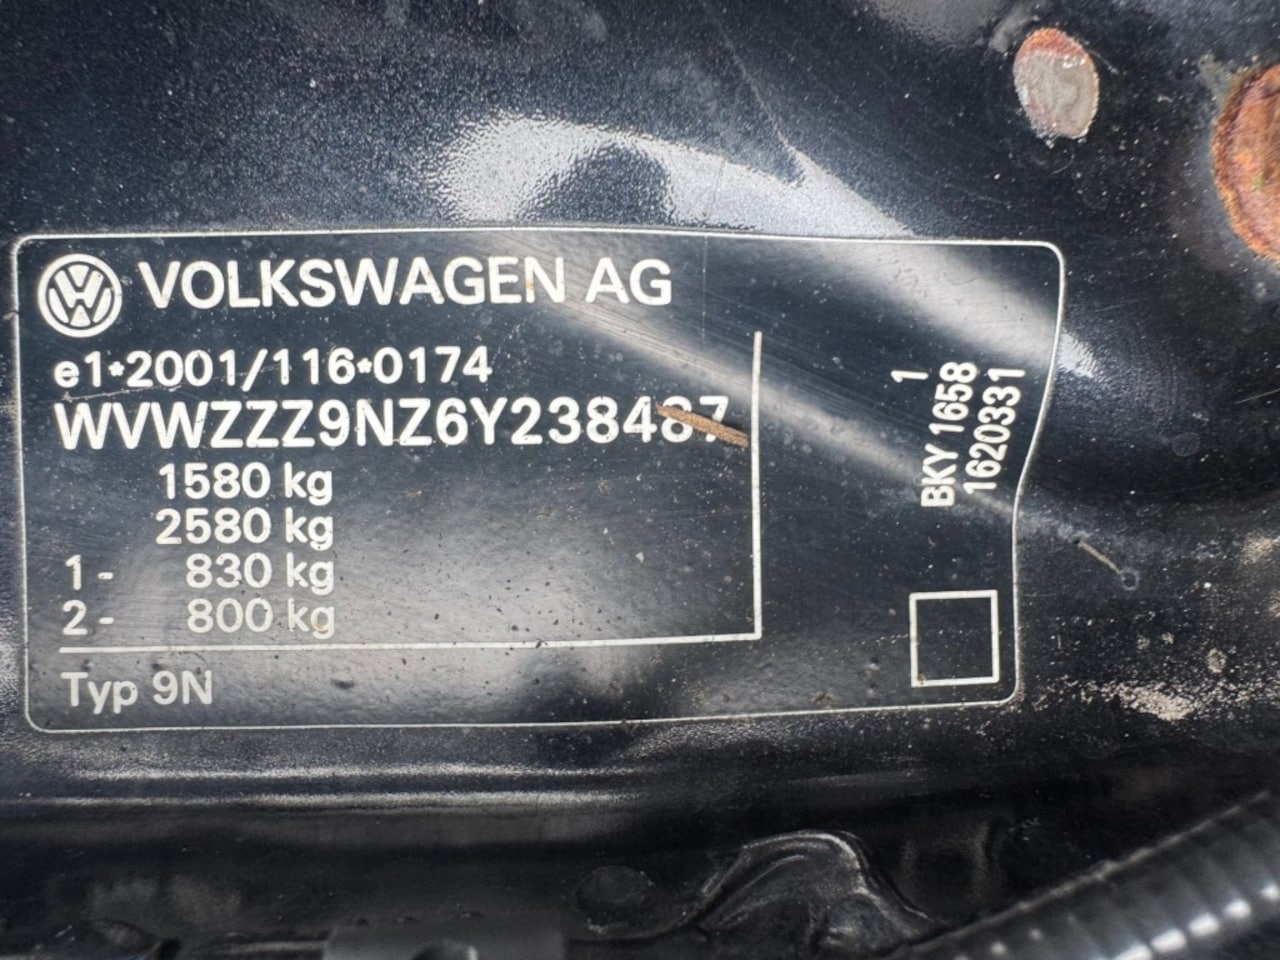 VOLKSWAGEN AG
e1*2001/116*0174
WVWZZZ9NZ6Y238487
1580 kg
2580 kg
1- 830 kg
2- 800 kg
Typ 9N
1
BKY 1658
1620331